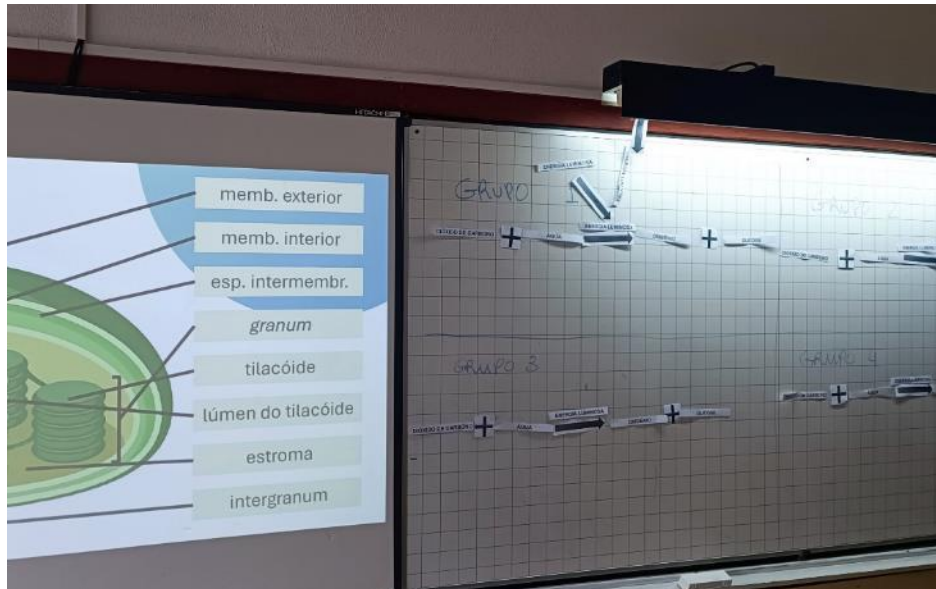 HITACHI
memb. exterior
memb. interior
esp. intermembr.
granum
tilacóide
lúmen do tilacóide
estroma
intergranum
GRUPO 1
ENERGIA LUMINOSA
DIÓXIDO DE CARBONO + ÁGUA ENERGIA LUMINOSA OXIGÉNIO + GLICOSE
GRUPO 2
DIÓXIDO DE CARBONO + ÁGUA
GRUPO 3
DIÓXIDO DE CARBONO + ÁGUA ENERGIA LUMINOSA OXIGÉNIO + GLICOSE
GRUPO 4
DIÓXIDO DE CARBONO + ÁGUA